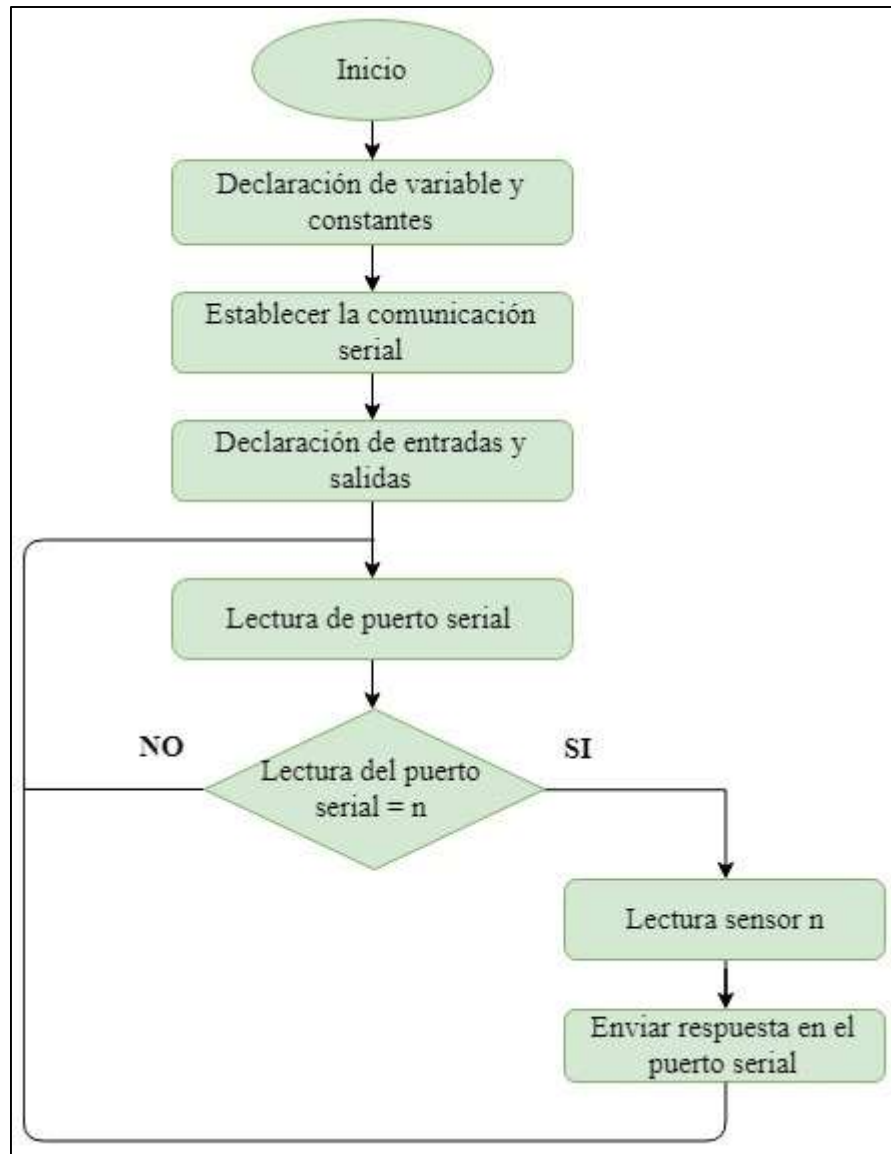 Inicio
Declaración de variable y
constantes
Establecer la comunicación
serial
Declaración de entradas y
salidas
Lectura de puerto serial
NO
SI
Lectura del puerto
serial = n
Lectura sensor n
Enviar respuesta en el
puerto serial